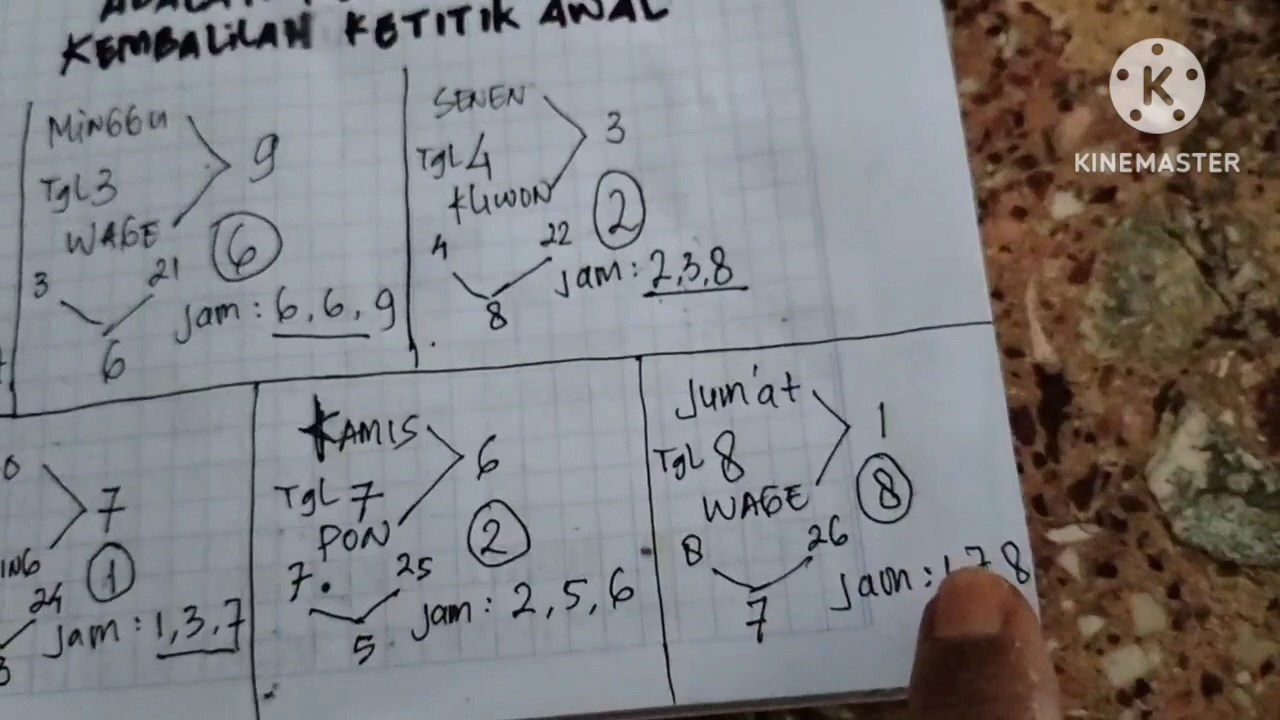 KEMBALILAH KETITIK AWAL
MINGGU
TgL 3
WAGE
9
6
3 21
6
Jam: 6, 6, 9
SENEN
TgL 4
KLIWON
3
2
4 22
8
Jam: 2,3,8
7
1
24
Jam: 1,3,7
KAMIS
TgL 7
PON
6
2
7. 25
5
Jam: 2, 5, 6
Jum'at
TgL 8
WAGE
1
8
8 26
7
Jam: 1 7 8
K
KINEMASTER